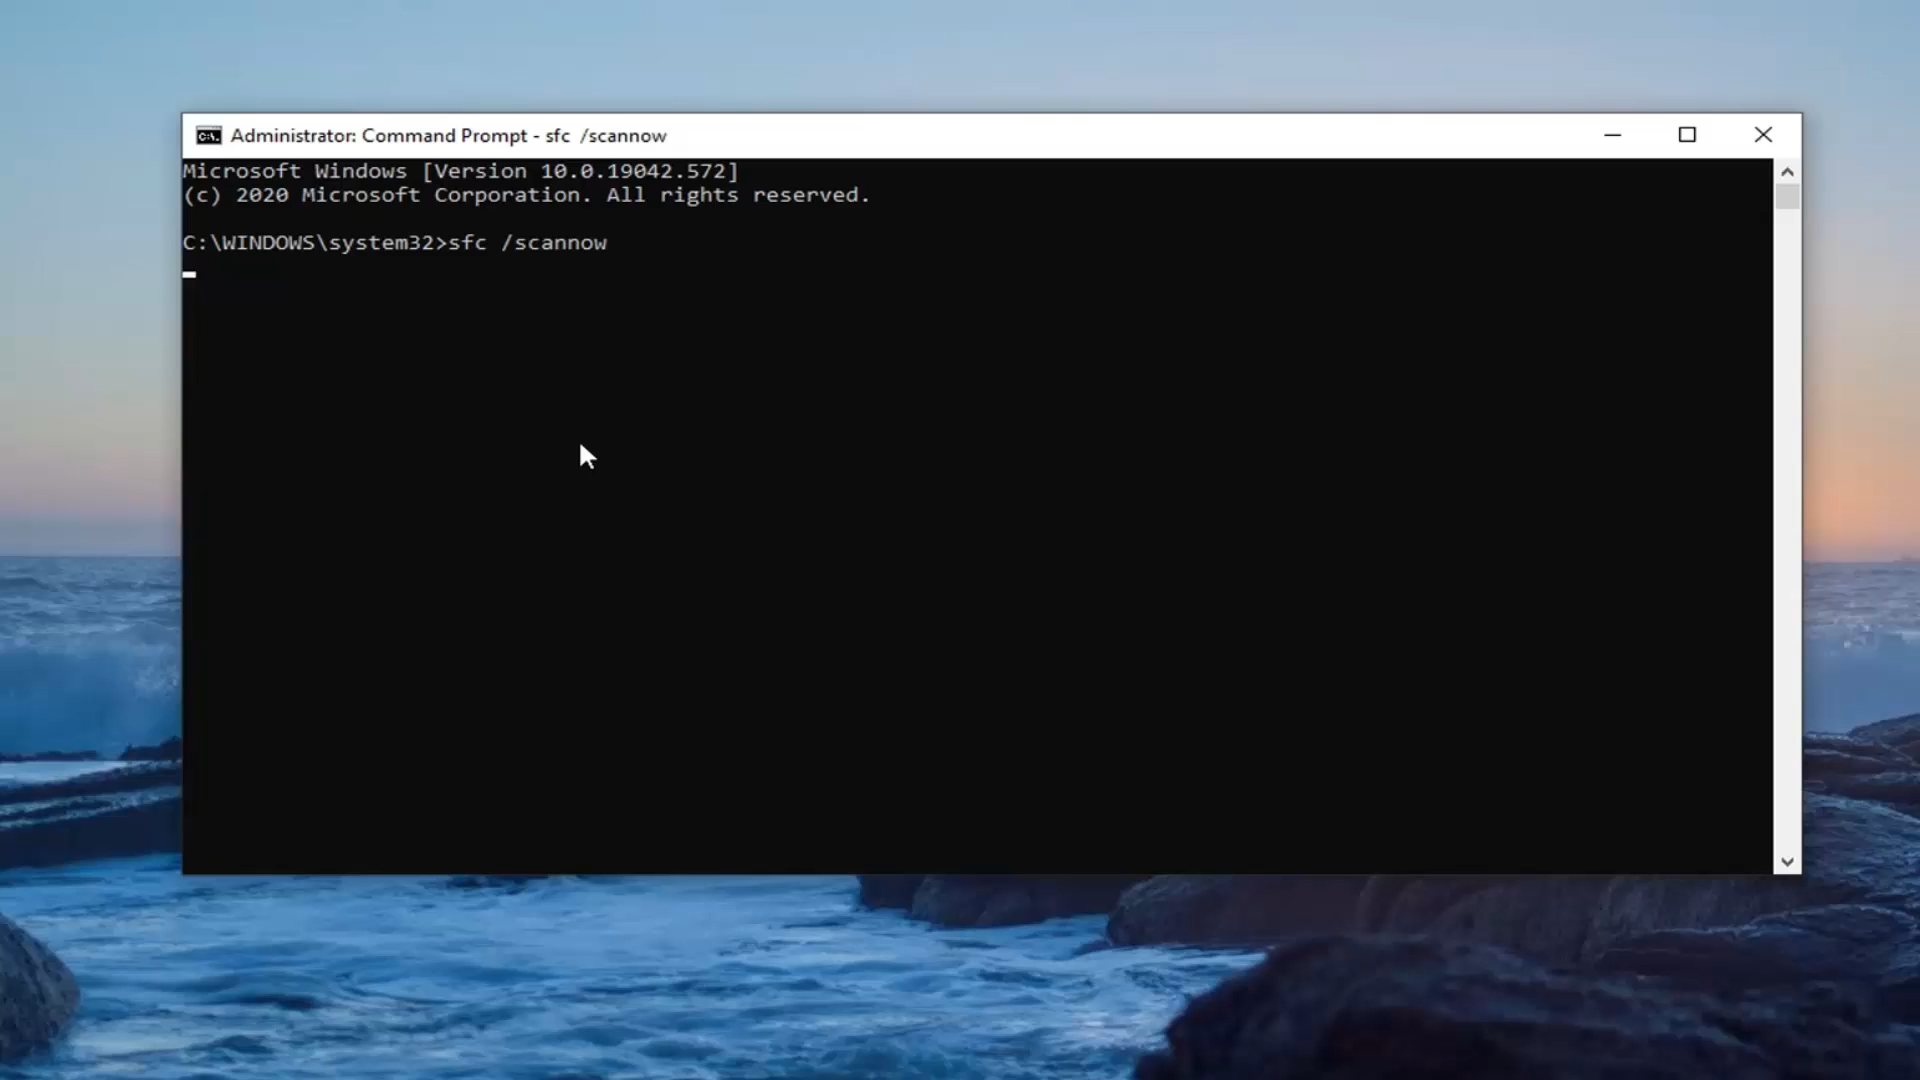 Administrator: Command Prompt - sfc  /scannow
Microsoft Windows [Version 10.0.19042.572]
(c) 2020 Microsoft Corporation. All rights reserved.
C:\WINDOWS\system32>sfc /scannow